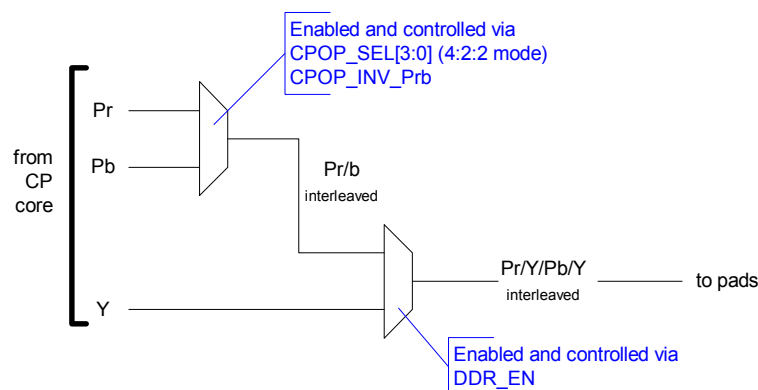 Enabled and controlled via
CPOP_SEL[3:0] (4:2:2 mode)
CPOP_INV_Prb
Pr
from
CP
core
Pb
Pr/b
interleaved
Y
Pr/Y/Pb/Y
interleaved
to pads
Enabled and controlled via
DDR_EN